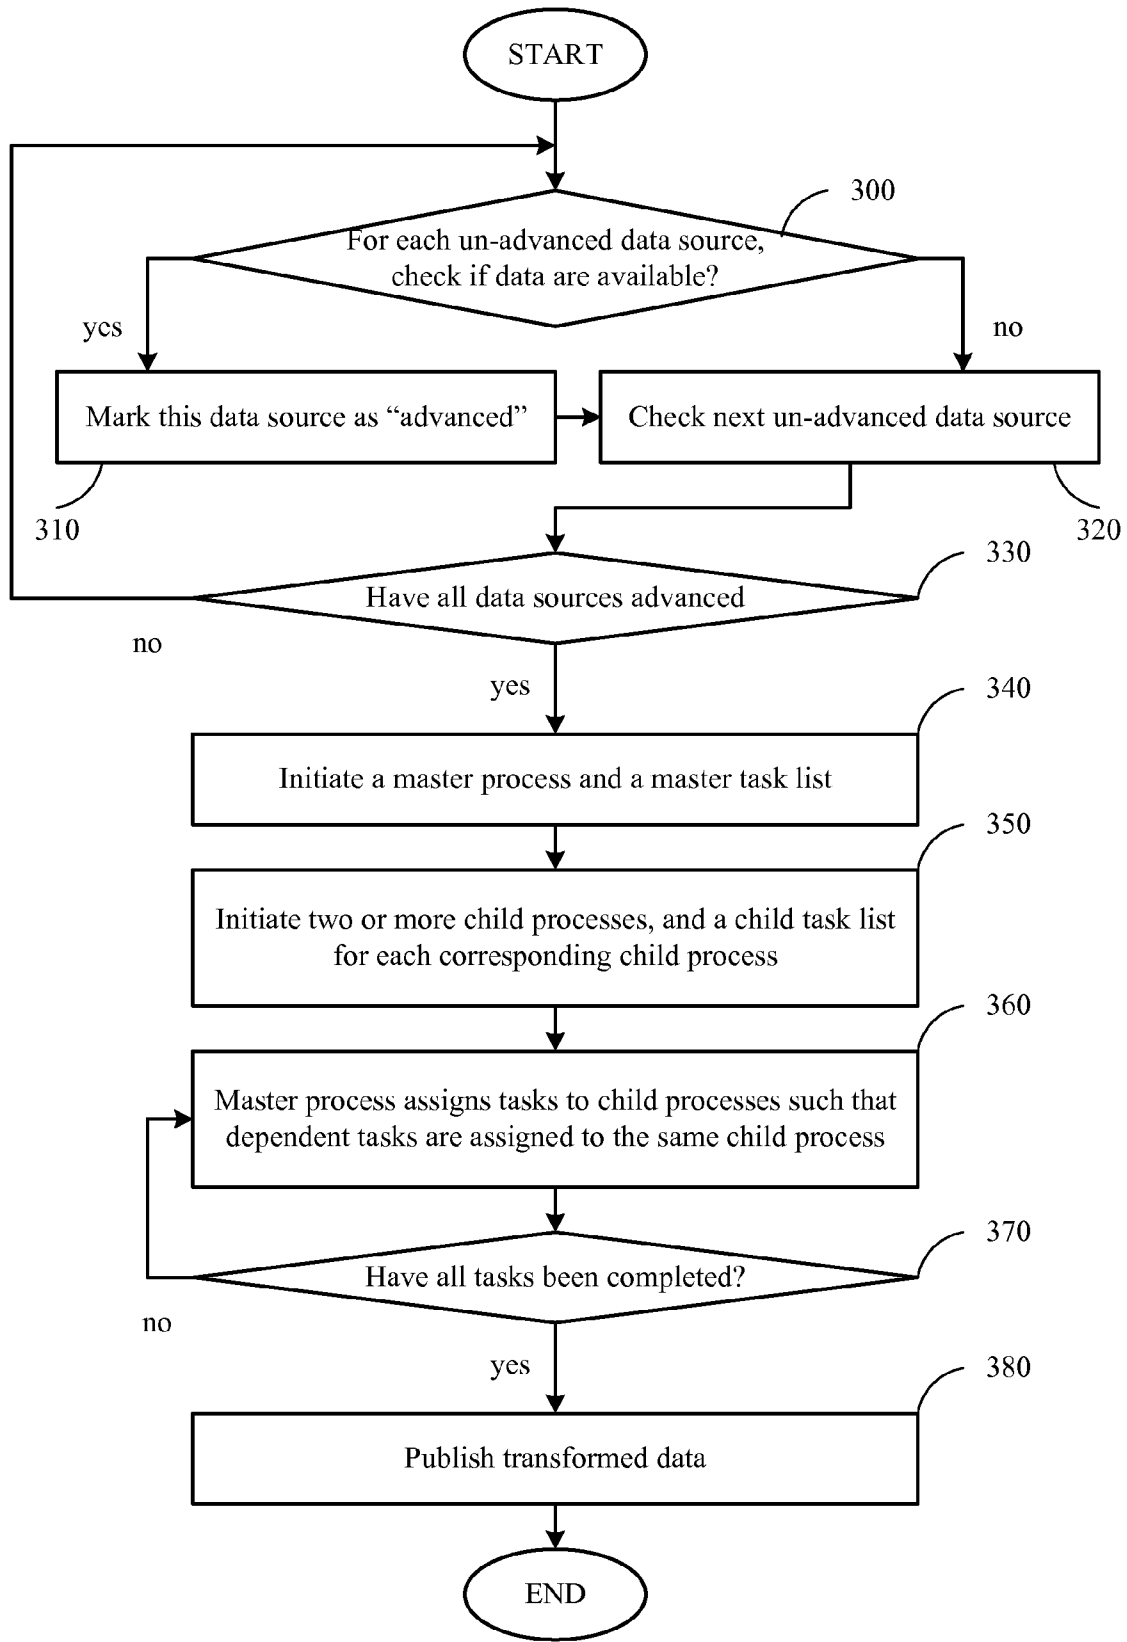 START
300
For each un-advanced data source,
check if data are available?
yes
no
Mark this data source as “advanced”
Check next un-advanced data source
310
320
330
Have all data sources advanced
no
yes
340
Initiate a master process and a master task list
350
Initiate two or more child processes, and a child task list
for each corresponding child process
360
Master process assigns tasks to child processes such that
dependent tasks are assigned to the same child process
370
Have all tasks been completed?
no
yes
380
Publish transformed data
END